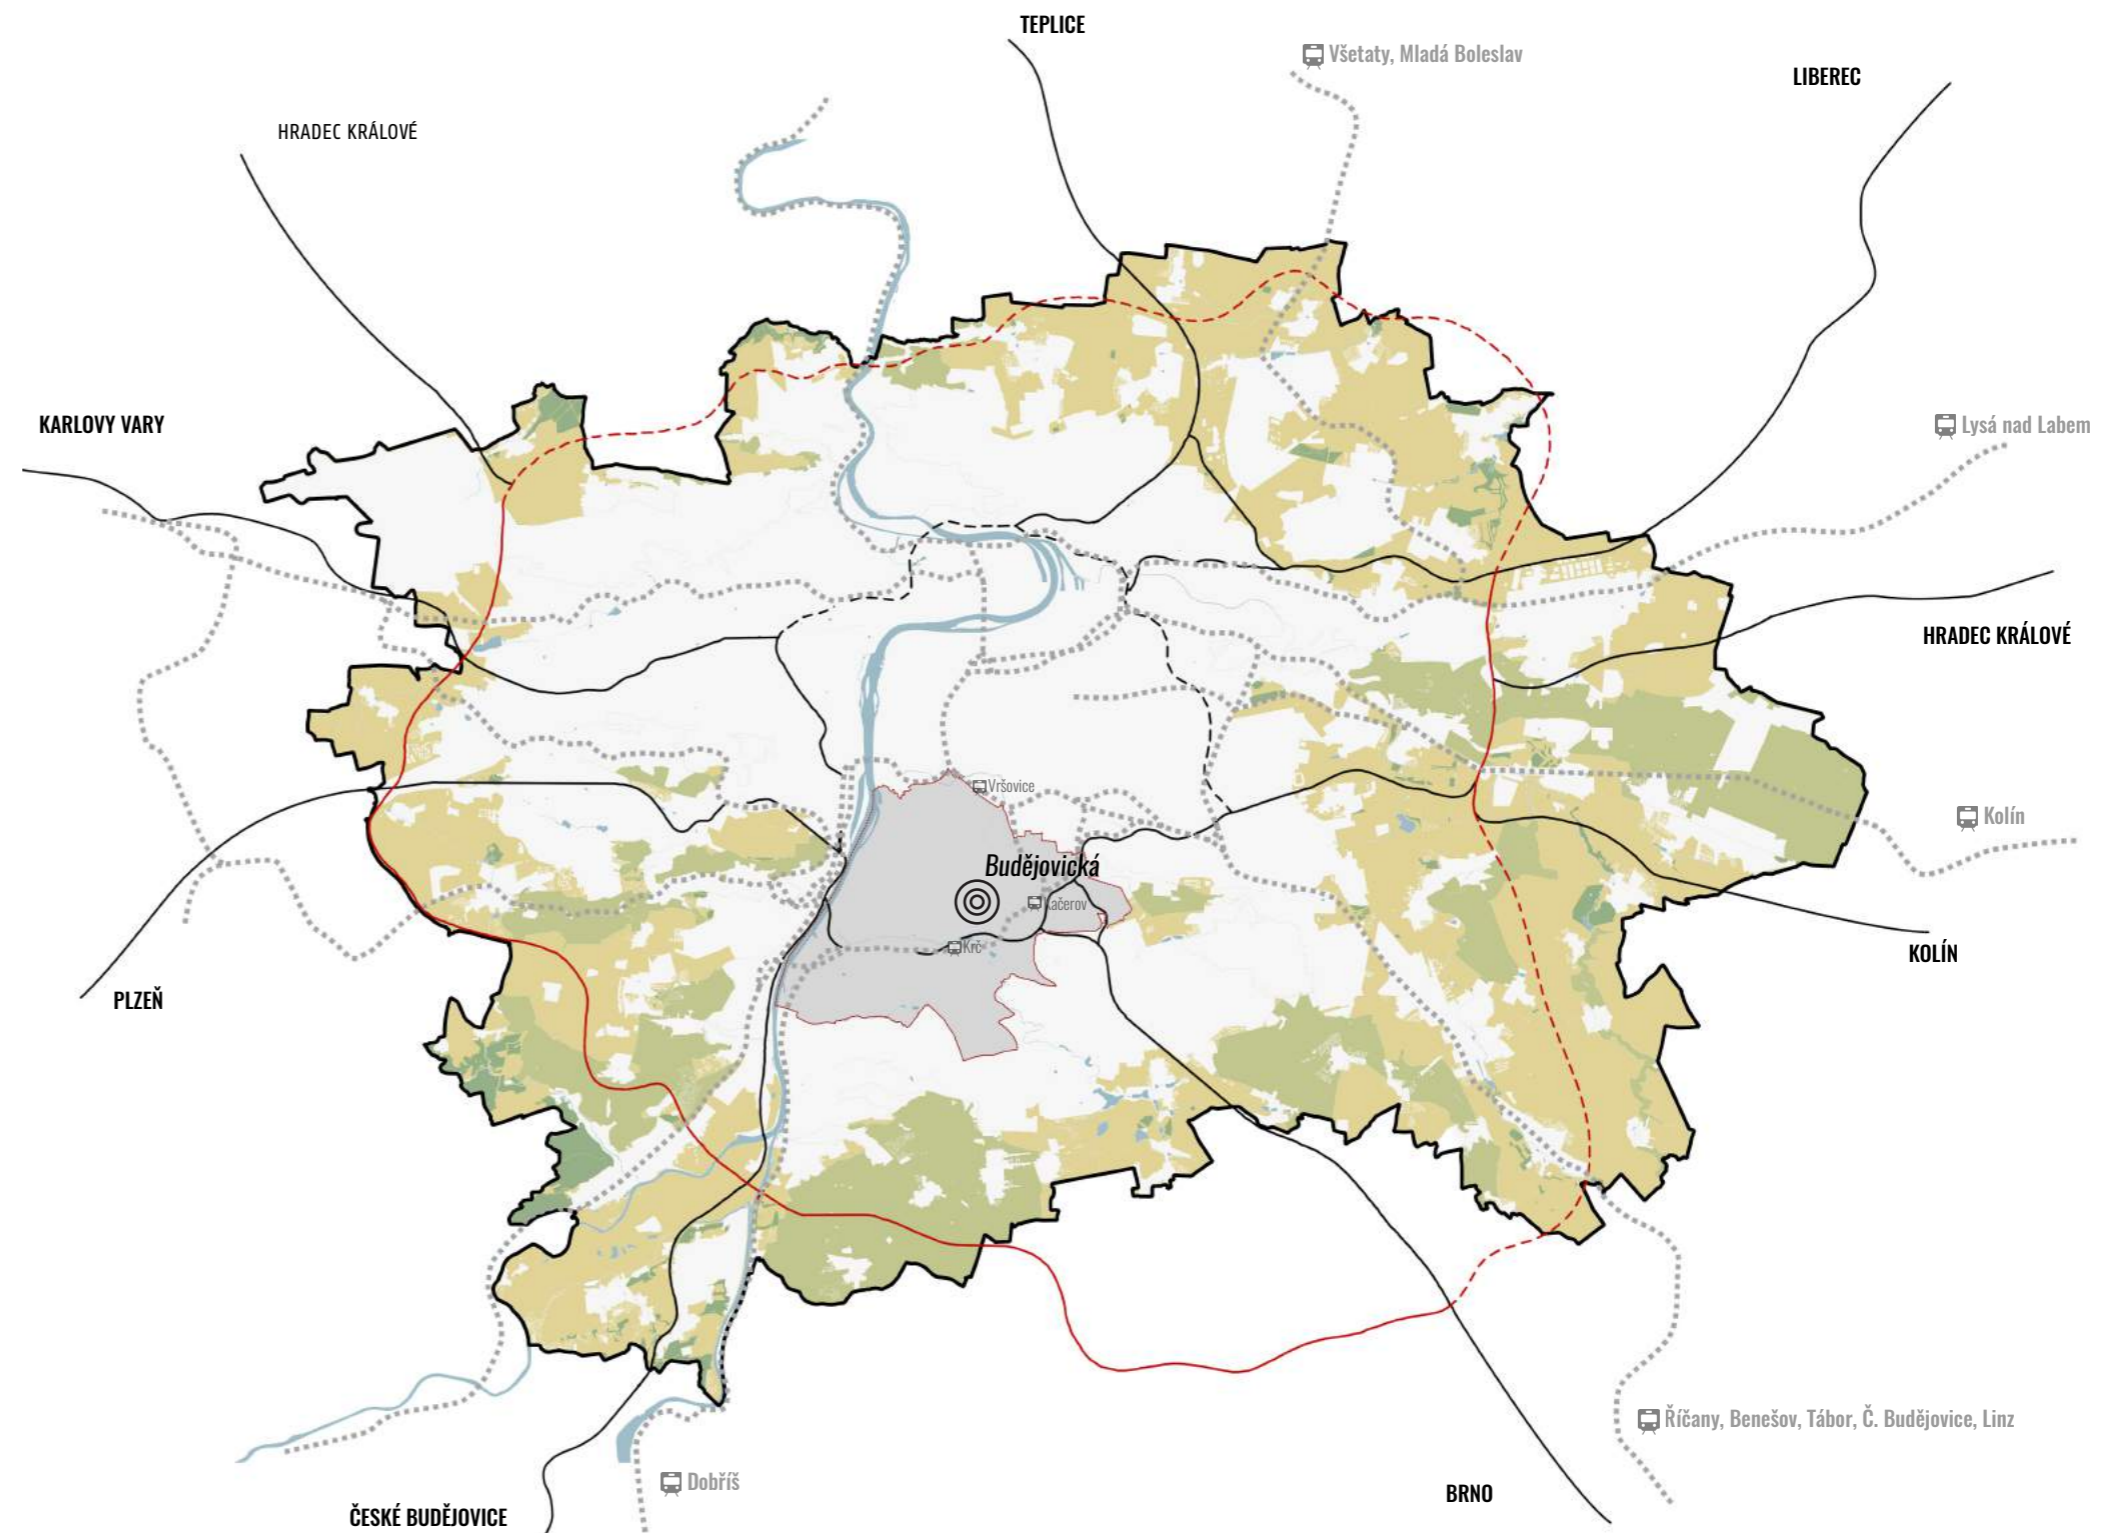 TEPLICE
Všetaty, Mladá Boleslav
LIBEREC
HRADEC KRÁLOVÉ
KARLOVY VARY
Lysá nad Labem
HRADEC KRÁLOVÉ
Vršovice
Kolín
Budějovická
Kačerov
Krč
KOLÍN
PLZEŇ
Říčany, Benešov, Tábor, Č. Budějovice, Linz
Dobříš
BRNO
ČESKÉ BUDĚJOVICE